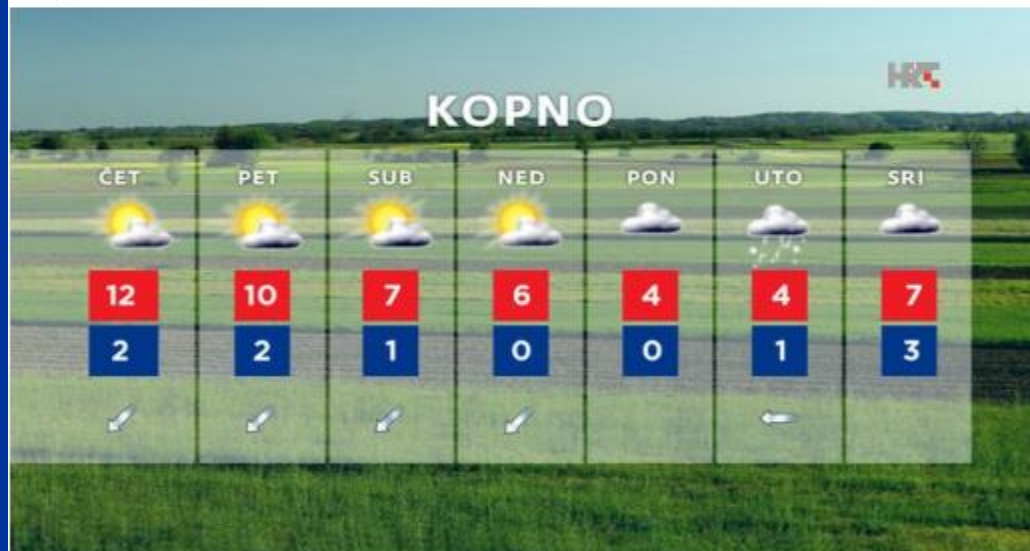 HRT
KOPNO
ČET PET SUB NED PON UTO SRI
12 10 7 6 4 4 7
2 2 1 0 0 1 3